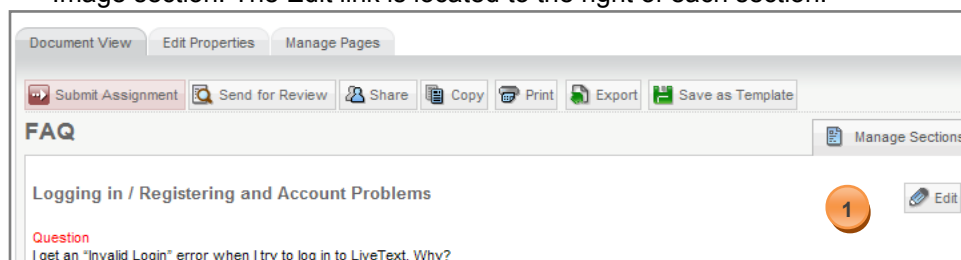 Image section. The Edit link is located to the right of each section.
Document View Edit Properties Manage Pages
Submit Assignment Send for Review Share Copy Print Export Save as Template
FAQ
Manage Sections
Logging in / Registering and Account Problems
1
Edit
Question
I get an "Invalid Login" error when I try to log in to LiveText. Why?